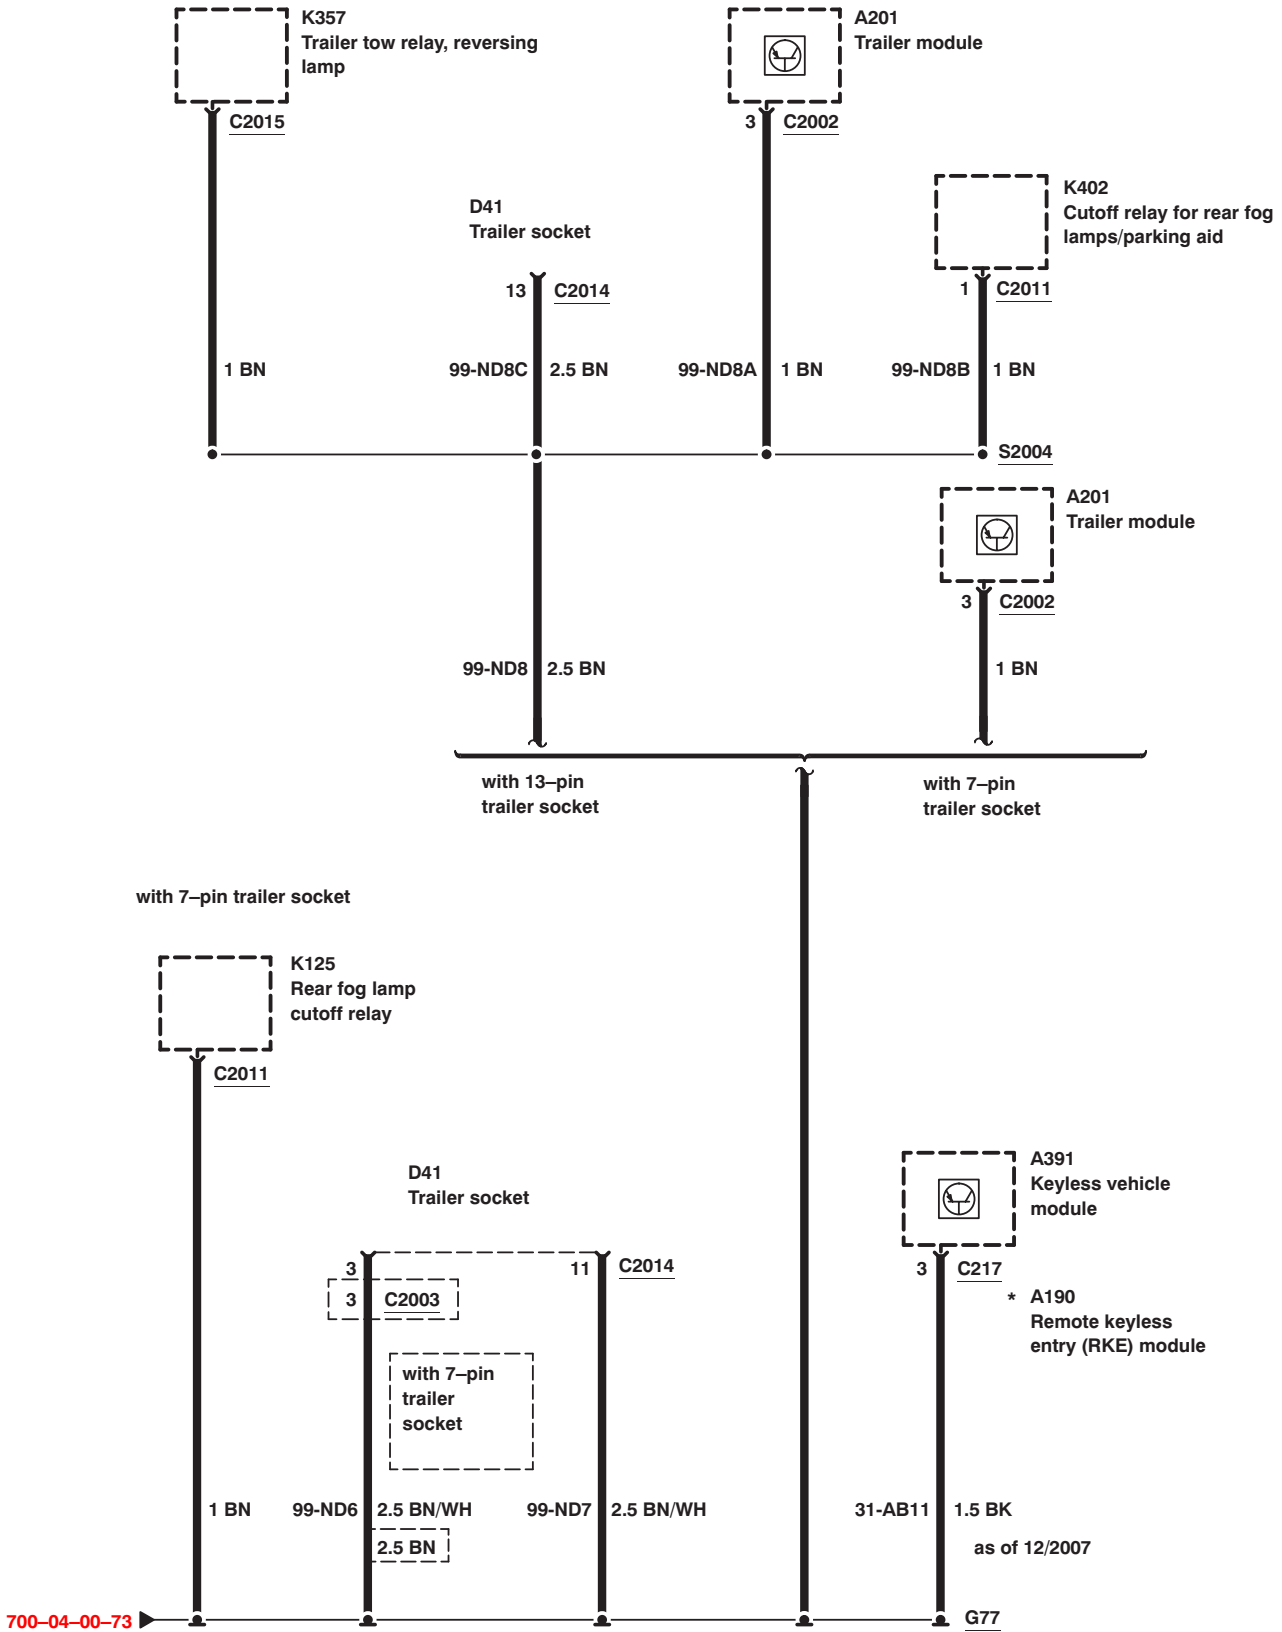 K357
Trailer tow relay, reversing
lamp
C2015
A201
Trailer module
3 C2002
K402
Cutoff relay for rear fog
lamps/parking aid
1 C2011
D41
Trailer socket
13 C2014
1 BN
99-ND8C 2.5 BN
99-ND8A 1 BN
99-ND8B 1 BN
S2004
A201
Trailer module
3 C2002
99-ND8 2.5 BN
1 BN
with 13–pin
trailer socket
with 7–pin
trailer socket
with 7–pin trailer socket
K125
Rear fog lamp
cutoff relay
C2011
D41
Trailer socket
3
11 C2014
3 C2003
with 7–pin
trailer
socket
A391
Keyless vehicle
module
3 C217
* A190
Remote keyless
entry (RKE) module
1 BN
99-ND6 2.5 BN/WH
2.5 BN
99-ND7 2.5 BN/WH
31-AB11 1.5 BK
as of 12/2007
700–04–00–73
G77